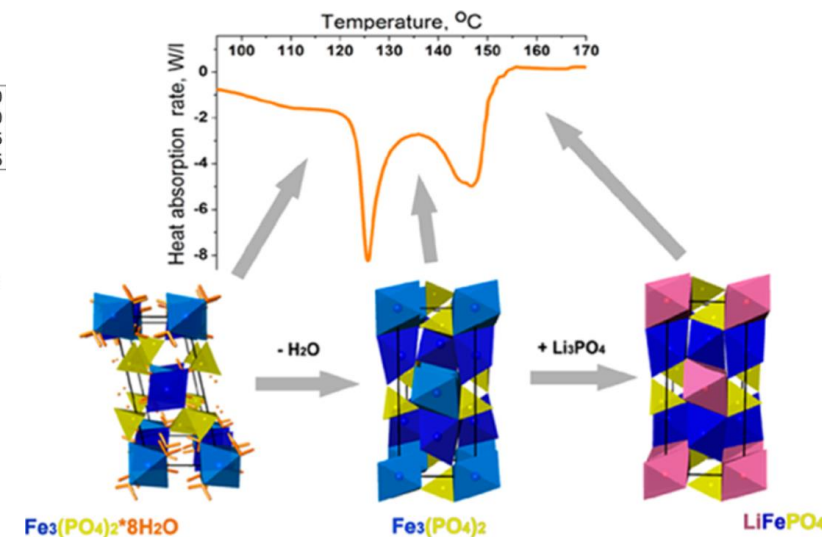 Temperature, °C
100 110 120 130 140 150 160 170
Heat absorption rate, W/l
0
-2
-4
-6
-8
- H₂O
+ Li₃PO₄
Fe₃(PO₄)₂*8H₂O
Fe₃(PO₄)₂
LiFePO₄